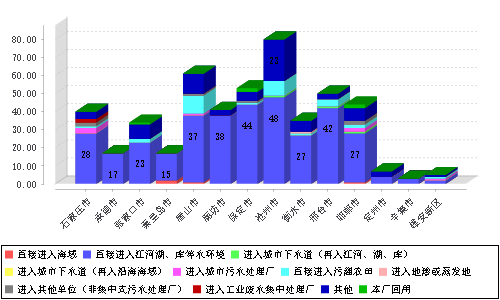 80.00
70.00
60.00
50.00
40.00
30.00
20.00
10.00
0.00
28
17
23
15
37
38
44
48
23
27
42
27
石家庄市
承德市
张家口市
秦皇岛市
唐山市
廊坊市
保定市
沧州市
衡水市
邢台市
邯郸市
定州市
辛集市
雄安新区
直接进入海域
直接进入江河湖、库等水环境
进入城市下水道（再入江河、湖、库）
进入城市下水道（再入沿海海域）
进入城市污水处理厂
直接进入污灌农田
进入地渗或蒸发地
进入其他单位（非集中式污水处理厂）
进入工业废水集中处理厂
其他
本厂回用